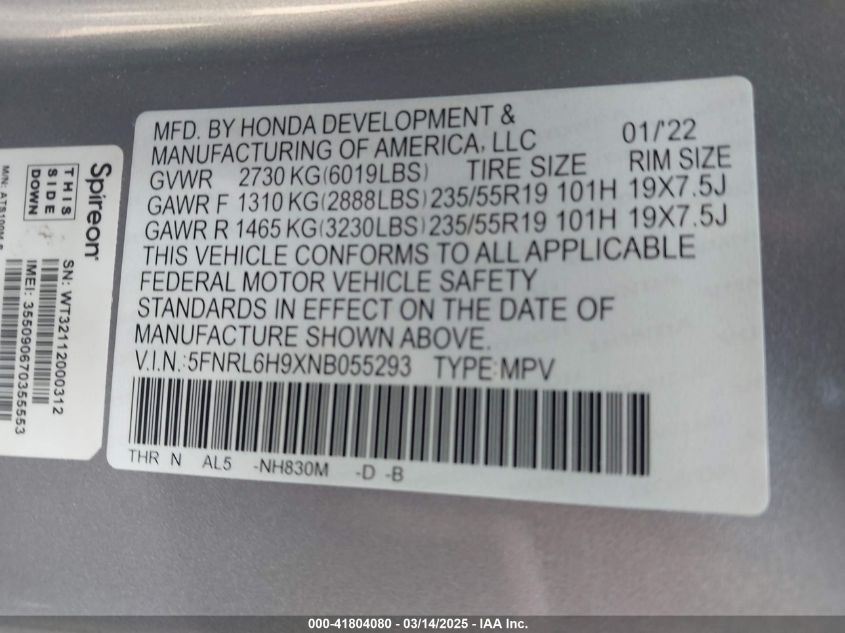 MFD. BY HONDA DEVELOPMENT &
MANUFACTURING OF AMERICA, LLC 01/'22
GVWR 2730 KG(6019LBS) TIRE SIZE RIM SIZE
GAWR F 1310 KG(2888LBS) 235/55R19 101H 19X7.5J
GAWR R 1465 KG(3230LBS) 235/55R19 101H 19X7.5J
THIS VEHICLE CONFORMS TO ALL APPLICABLE
FEDERAL MOTOR VEHICLE SAFETY
STANDARDS IN EFFECT ON THE DATE OF
MANUFACTURE SHOWN ABOVE.
V.I.N.:5FNRL6H9XNB055293 TYPE:MPV
THR N AL5 -NH830M -D -B
Spireon
THIS
SIDE
DOWN
SN: WT32112000312
IMEI: 355090670355553
M/N:
000-41804080 - 03/14/2025 - IAA Inc.